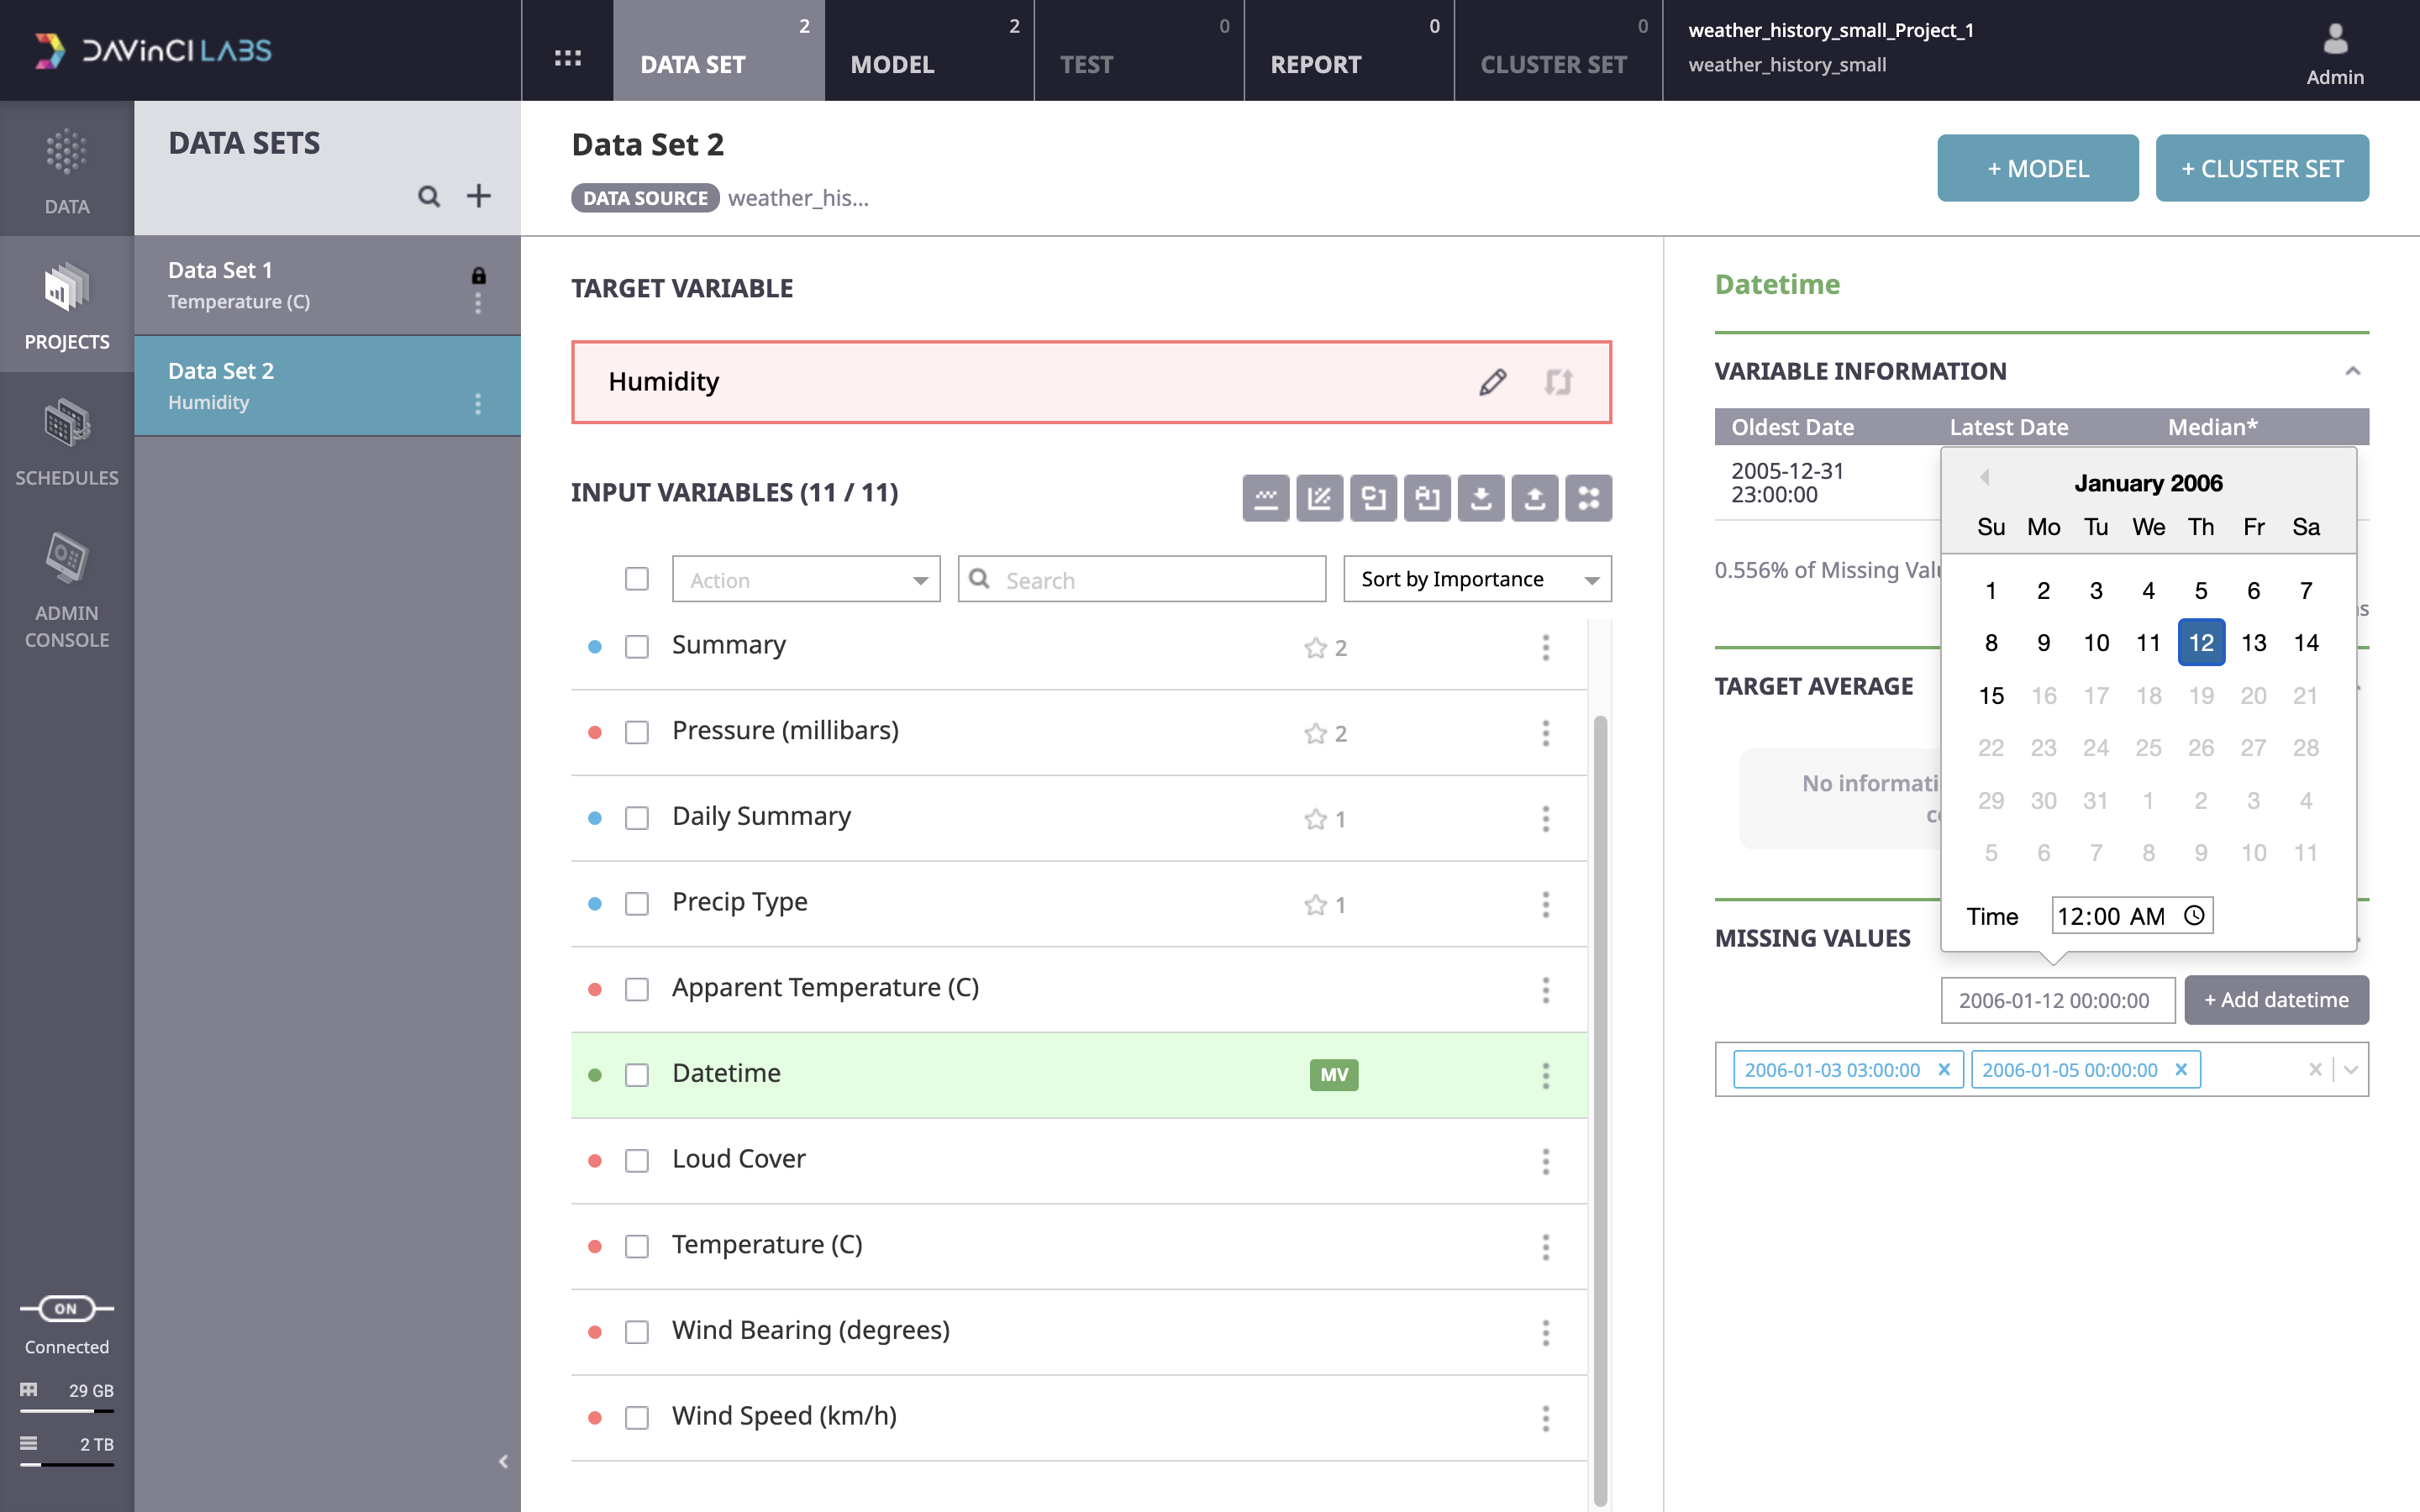 DAVinCI LABS
DATA SET 2
MODEL 2
TEST 0
REPORT 0
CLUSTER SET 0
weather_history_small_Project_1
weather_history_small
Admin
DATA
PROJECTS
SCHEDULES
ADMIN
CONSOLE
ON
Connected
29 GB
2 TB
DATA SETS
Data Set 1
Temperature (C)
Data Set 2
Humidity
Data Set 2
DATA SOURCE weather_his...
+ MODEL
+ CLUSTER SET
TARGET VARIABLE
Humidity
INPUT VARIABLES (11 / 11)
Action
Search
Sort by Importance
Summary 2
Pressure (millibars) 2
Daily Summary 1
Precip Type 1
Apparent Temperature (C)
Datetime MV
Loud Cover
Temperature (C)
Wind Bearing (degrees)
Wind Speed (km/h)
Datetime
VARIABLE INFORMATION
Oldest Date Latest Date Median*
2005-12-31
23:00:00
0.556% of Missing
TARGET AVERAGE
No
MISSING VALUES
January 2006
Su Mo Tu We Th Fr Sa
1 2 3 4 5 6 7
8 9 10 11 12 13 14
15 16 17 18 19 20 21
22 23 24 25 26 27 28
29 30 31 1 2 3 4
5 6 7 8 9 10 11
Time 12:00 AM
2006-01-12 00:00:00
+ Add datetime
2006-01-03 03:00:00 × 2006-01-05 00:00:00 ×